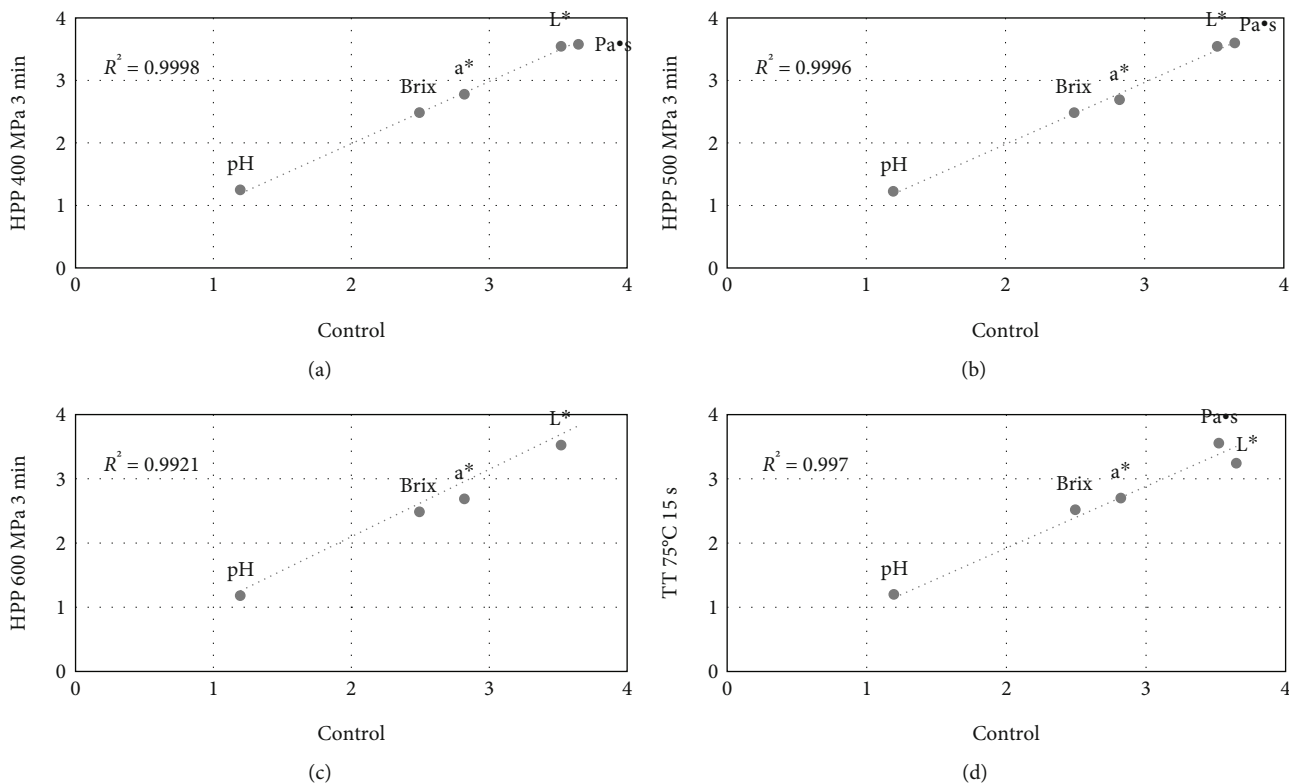 4
3
2
1
0
0
1
2
3
4
HPP 400 MPa 3 min
R² = 0.9998
pH
Brix
a*
L*
Pa•s
Control
(a)
4
3
2
1
0
0
1
2
3
4
HPP 500 MPa 3 min
R² = 0.9996
pH
Brix
a*
L*
Pa•s
Control
(b)
4
3
2
1
0
0
1
2
3
4
HPP 600 MPa 3 min
R² = 0.9921
pH
Brix
a*
L*
Control
(c)
4
3
2
1
0
0
1
2
3
4
TT 75°C 15 s
R² = 0.997
pH
Brix
a*
Pa•s
L*
Control
(d)